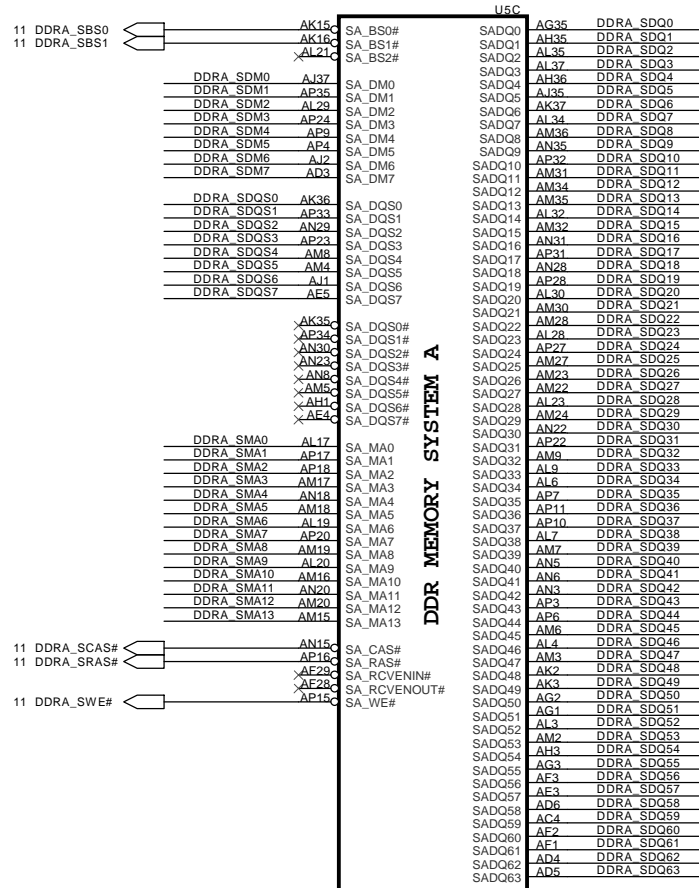 U5C
11 DDRA_SBS0 AK15 SA_BS0# SADQ0 AG35 DDRA_SDQ0
11 DDRA_SBS1 AK16 SA_BS1# SADQ1 AH35 DDRA_SDQ1
AL21 SA_BS2# SADQ2 AL35 DDRA_SDQ2
SADQ3 AL37 DDRA_SDQ3
DDRA_SDM0 AJ37 SA_DM0 SADQ4 AH36 DDRA_SDQ4
DDRA_SDM1 AP35 SA_DM1 SADQ5 AJ35 DDRA_SDQ5
DDRA_SDM2 AL29 SA_DM2 SADQ6 AK37 DDRA_SDQ6
DDRA_SDM3 AP24 SA_DM3 SADQ7 AL34 DDRA_SDQ7
DDRA_SDM4 AP9 SA_DM4 SADQ8 AM36 DDRA_SDQ8
DDRA_SDM5 AP4 SA_DM5 SADQ9 AN35 DDRA_SDQ9
DDRA_SDM6 AJ2 SA_DM6 SADQ10 AP32 DDRA_SDQ10
DDRA_SDM7 AD3 SA_DM7 SADQ11 AM31 DDRA_SDQ11
SADQ12 AM34 DDRA_SDQ12
DDRA_SDQS0 AK36 SA_DQS0 SADQ13 AM35 DDRA_SDQ13
DDRA_SDQS1 AP33 SA_DQS1 SADQ14 AL32 DDRA_SDQ14
DDRA_SDQS2 AN29 SA_DQS2 SADQ15 AM32 DDRA_SDQ15
DDRA_SDQS3 AP23 SA_DQS3 SADQ16 AN31 DDRA_SDQ16
DDRA_SDQS4 AM8 SA_DQS4 SADQ17 AP31 DDRA_SDQ17
DDRA_SDQS5 AM4 SA_DQS5 SADQ18 AN28 DDRA_SDQ18
DDRA_SDQS6 AJ1 SA_DQS6 SADQ19 AP28 DDRA_SDQ19
DDRA_SDQS7 AE5 SA_DQS7 SADQ20 AL30 DDRA_SDQ20
SADQ21 AM30 DDRA_SDQ21
AK35 SA_DQS0# SADQ22 AM28 DDRA_SDQ22
AP34 SA_DQS1# SADQ23 AL28 DDRA_SDQ23
AN30 SA_DQS2# SADQ24 AP27 DDRA_SDQ24
AN23 SA_DQS3# SADQ25 AM27 DDRA_SDQ25
AN8 SA_DQS4# SADQ26 AM23 DDRA_SDQ26
AM5 SA_DQS5# SADQ27 AM22 DDRA_SDQ27
AH1 SA_DQS6# SADQ28 AL23 DDRA_SDQ28
AE4 SA_DQS7# SADQ29 AM24 DDRA_SDQ29
SADQ30 AN22 DDRA_SDQ30
DDRA_SMA0 AL17 SA_MA0 SADQ31 AP22 DDRA_SDQ31
DDRA_SMA1 AP17 SA_MA1 SADQ32 AM9 DDRA_SDQ32
DDRA_SMA2 AP18 SA_MA2 SADQ33 AL9 DDRA_SDQ33
DDRA_SMA3 AM17 SA_MA3 SADQ34 AL6 DDRA_SDQ34
DDRA_SMA4 AN18 SA_MA4 SADQ35 AP7 DDRA_SDQ35
DDRA_SMA5 AM18 SA_MA5 SADQ36 AP11 DDRA_SDQ36
DDRA_SMA6 AL19 SA_MA6 SADQ37 AP10 DDRA_SDQ37
DDRA_SMA7 AP20 SA_MA7 SADQ38 AL7 DDRA_SDQ38
DDRA_SMA8 AM19 SA_MA8 SADQ39 AM7 DDRA_SDQ39
DDRA_SMA9 AL20 SA_MA9 SADQ40 AN5 DDRA_SDQ40
DDRA_SMA10 AM16 SA_MA10 SADQ41 AN6 DDRA_SDQ41
DDRA_SMA11 AN20 SA_MA11 SADQ42 AN3 DDRA_SDQ42
DDRA_SMA12 AM20 SA_MA12 SADQ43 AP3 DDRA_SDQ43
DDRA_SMA13 AM15 SA_MA13 SADQ44 AP6 DDRA_SDQ44
SADQ45 AM6 DDRA_SDQ45
11 DDRA_SCAS# AN15 SA_CAS# SADQ46 AL4 DDRA_SDQ46
11 DDRA_SRAS# AP16 SA_RAS# SADQ47 AM3 DDRA_SDQ47
AF29 SA_RCVENIN# SADQ48 AK2 DDRA_SDQ48
AF28 SA_RCVENOUT# SADQ49 AK3 DDRA_SDQ49
11 DDRA_SWE# AP15 SA_WE# SADQ50 AG2 DDRA_SDQ50
SADQ51 AG1 DDRA_SDQ51
SADQ52 AL3 DDRA_SDQ52
SADQ53 AM2 DDRA_SDQ53
SADQ54 AH3 DDRA_SDQ54
SADQ55 AG3 DDRA_SDQ55
SADQ56 AF3 DDRA_SDQ56
SADQ57 AE3 DDRA_SDQ57
SADQ58 AD6 DDRA_SDQ58
SADQ59 AC4 DDRA_SDQ59
SADQ60 AF2 DDRA_SDQ60
SADQ61 AF1 DDRA_SDQ61
SADQ62 AD4 DDRA_SDQ62
SADQ63 AD5 DDRA_SDQ63
DDR MEMORY SYSTEM A